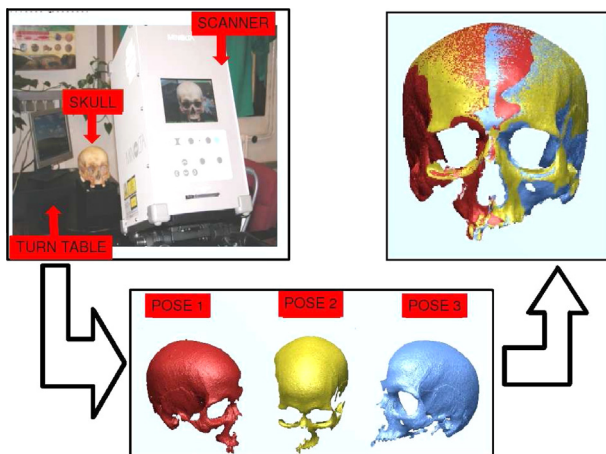 SCANNER
SKULL
TURN TABLE
POSE 1
POSE 2
POSE 3